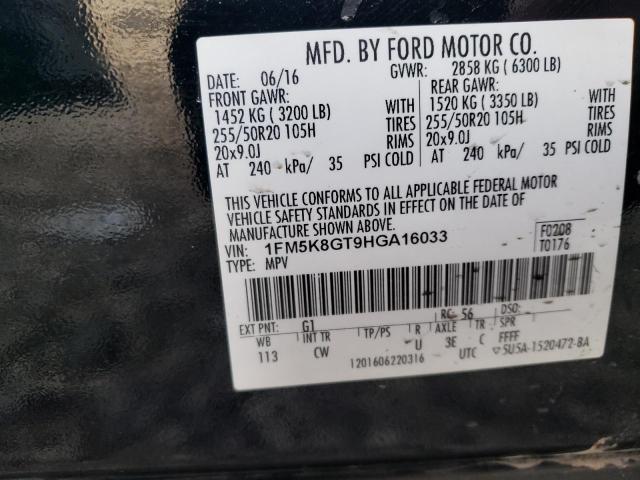 MFD. BY FORD MOTOR CO.
DATE: 06/16 GVWR: 2858 KG ( 6300 LB)
FRONT GAWR: REAR GAWR:
1452 KG ( 3200 LB) WITH 1520 KG ( 3350 LB) WITH
255/50R20 105H TIRES 255/50R20 105H TIRES
20x9.0J RIMS 20x9.0J RIMS
AT 240 kPa/ 35 PSI COLD AT 240 kPa/ 35 PSI COLD
THIS VEHICLE CONFORMS TO ALL APPLICABLE FEDERAL MOTOR
VEHICLE SAFETY STANDARDS IN EFFECT ON THE DATE OF
MANUFACTURE SHOWN ABOVE.
VIN: 1FM5K8GT9HGA16033 F0208
TYPE: MPV T0176
RC: 56 DSO:
EXT PNT: G1
WB INT TR TP/PS R AXLE TR SPR
113 CW U 3E C FFFF
1201606220316 UTC ▽5U5A-1520472-BA